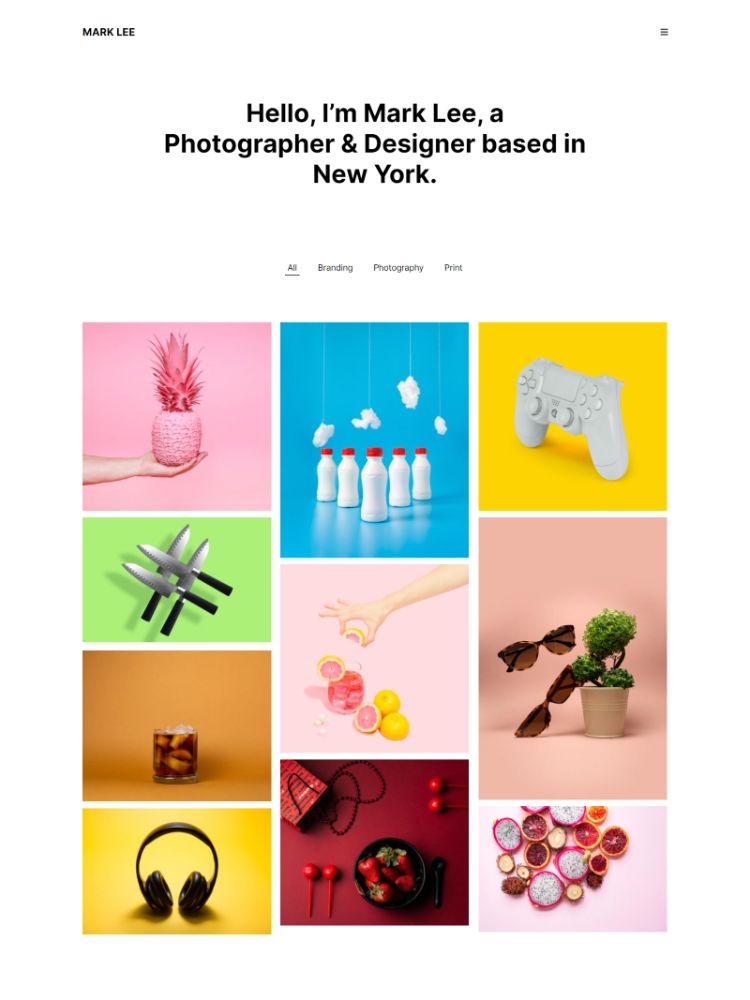 MARK LEE
Hello, I’m Mark Lee, a
Photographer & Designer based in
New York.
All Branding Photography Print